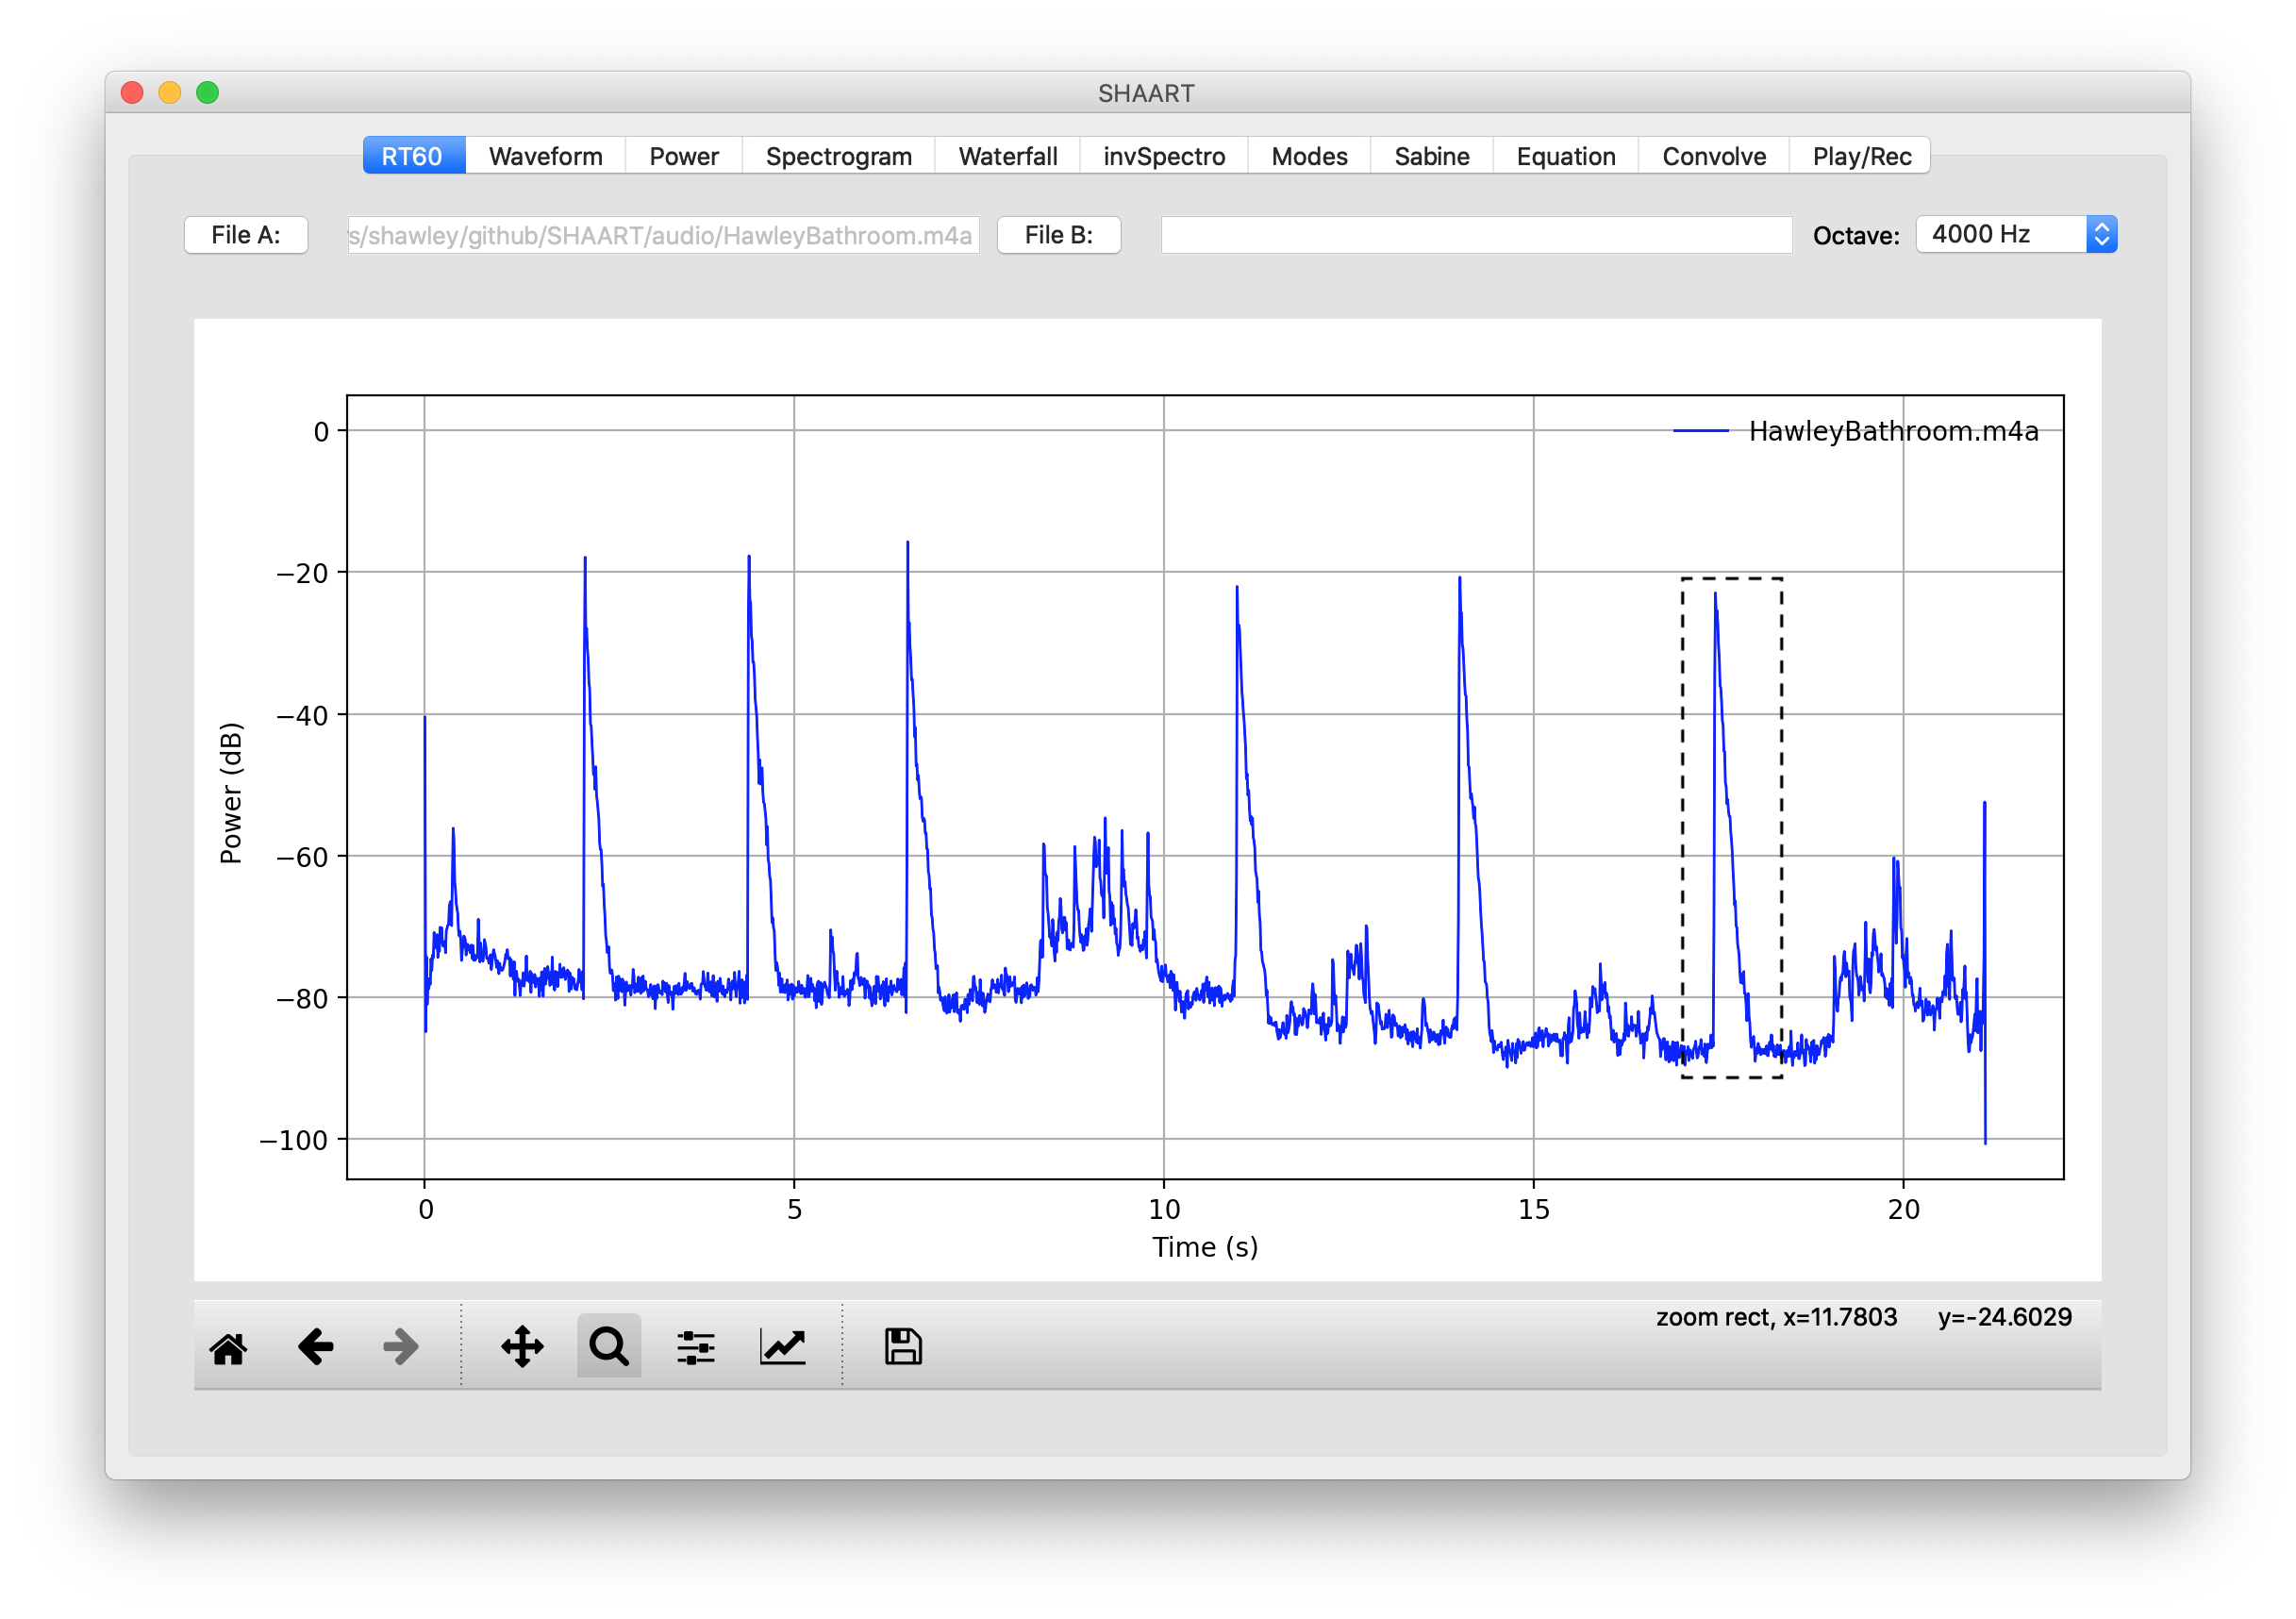 SHAART
RT60 Waveform Power Spectrogram Waterfall invSpectro Modes Sabine Equation Convolve Play/Rec
File A: s/shawley/github/SHAART/audio/HawleyBathroom.m4a File B: Octave: 4000 Hz
HawleyBathroom.m4a
0
−20
−40
−60
−80
−100
Power (dB)
0 5 10 15 20
Time (s)
zoom rect, x=11.7803 y=-24.6029